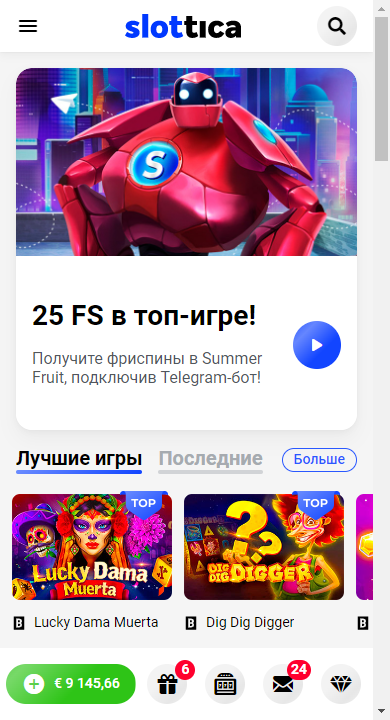 slottica
S
25 FS в топ-игре!
Получите фриспины в Summer
Fruit, подключив Telegram-бот!
Лучшие игры
Последние
Больше
TOP
TOP
Lucky Dama
Muerta
DIG DIG
DIGGER
B Lucky Dama Muerta
B Dig Dig Digger
B
€ 9 145,66
6
24